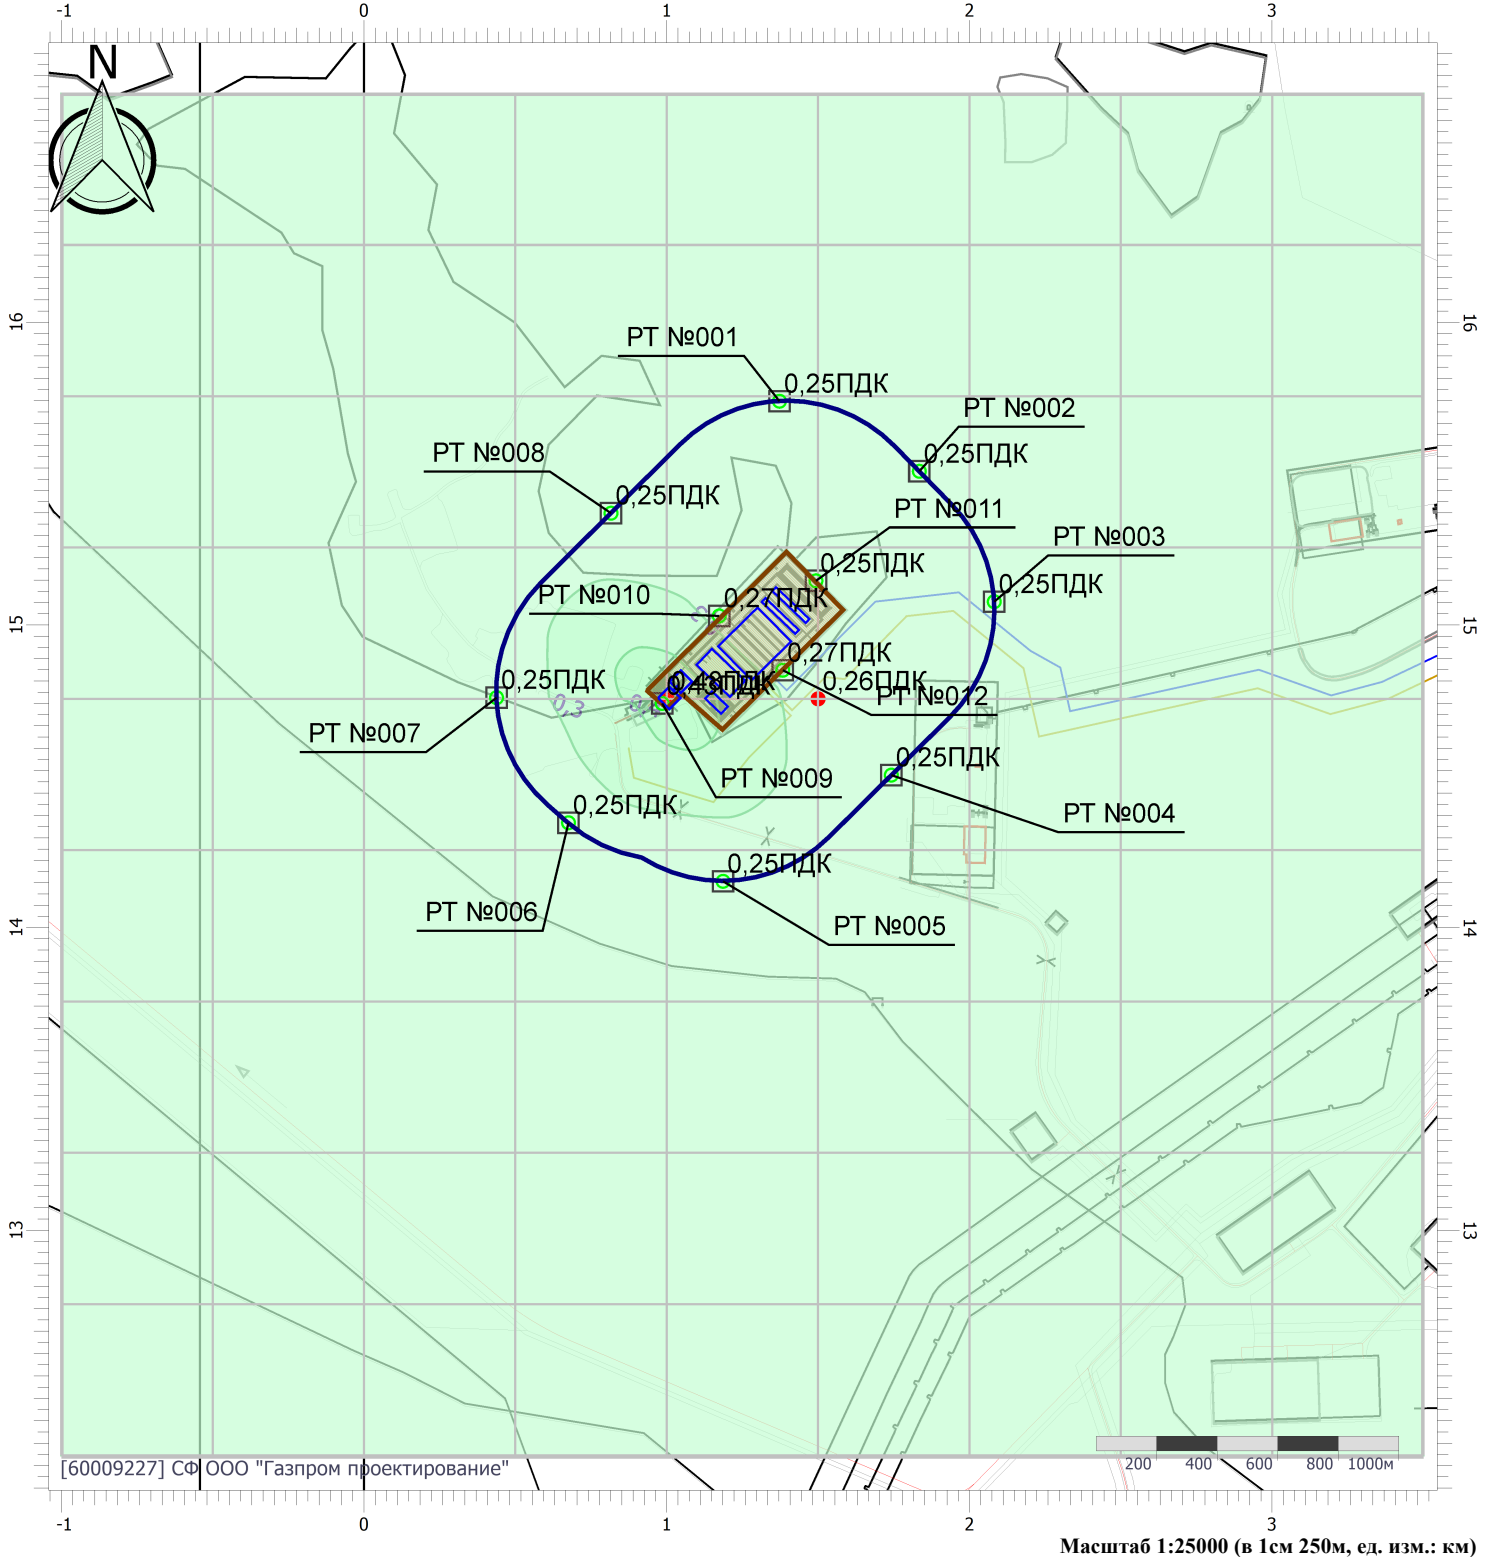 -1 0 1 2 3
N
16 16
РТ №001
0,25ПДК
РТ №002
0,25ПДК
РТ №008
0,25ПДК
РТ №011
0,25ПДК
РТ №003
0,25ПДК
РТ №010
0,27ПДК
15 15
0,27ПДК
0,25ПДК
0,26ПДК
РТ №012
0,3
РТ №007
0,25ПДК
РТ №009
РТ №004
0,25ПДК
0,25ПДК
РТ №006
РТ №005
14 14
13 13
200 400 600 800 1000м
[60009227] СФ ООО "Газпром проектирование"
-1 0 1 2 3
Масштаб 1:25000 (в 1см 250м, ед. изм.: км)